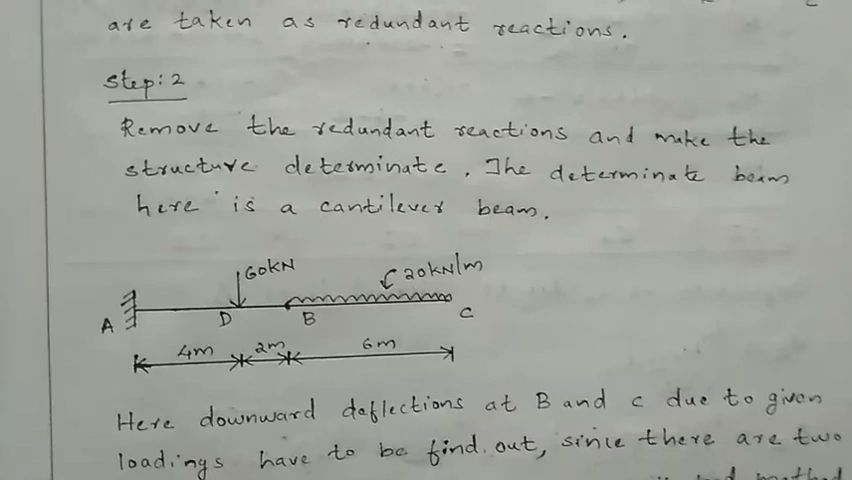 are taken as redundant reactions.
Step: 2
Remove the redundant reactions and make the
structure determinate. The determinate beam
here is a cantilever beam.
60kN
20kN/m
A
D
B
C
4m
2m
6m
Here downward deflections at B and c due to given
loadings have to be find out, since there are two
method